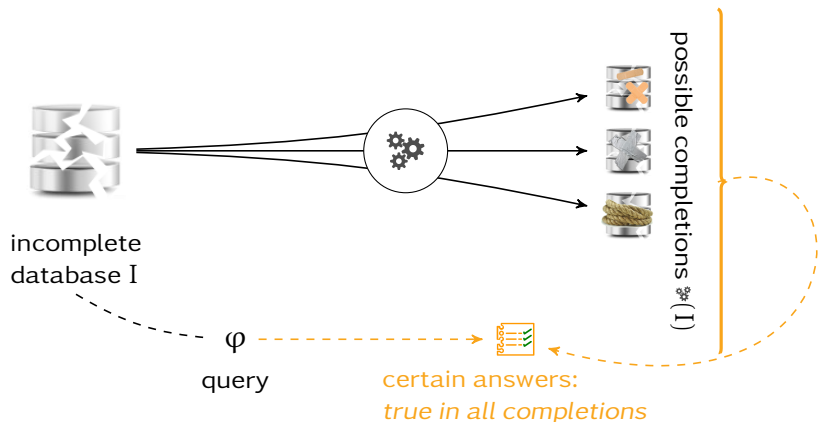 incomplete
database I
φ
query
certain answers:
true in all completions
possible completions (I)